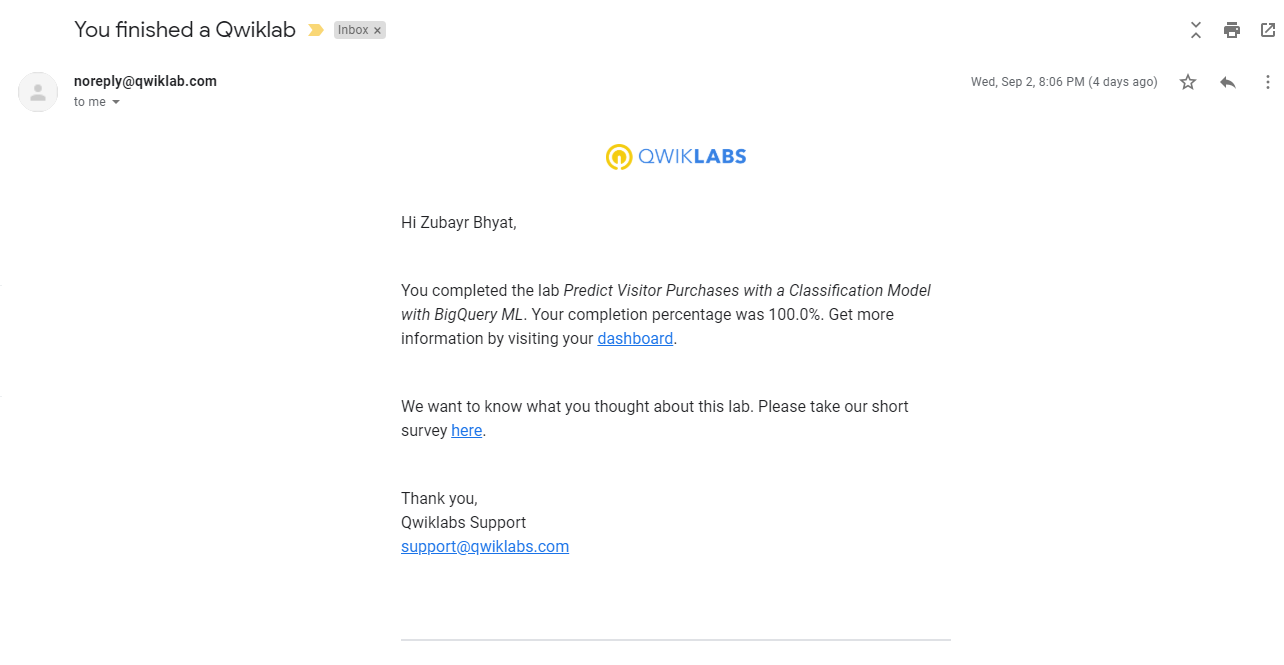 You finished a Qwiklab Inbox ×
noreply@qwiklab.com Wed, Sep 2, 8:06 PM (4 days ago)
to me
QWIKLABS
Hi Zubayr Bhyat,
You completed the lab Predict Visitor Purchases with a Classification Model
with BigQuery ML. Your completion percentage was 100.0%. Get more
information by visiting your dashboard.
We want to know what you thought about this lab. Please take our short
survey here.
Thank you,
Qwiklabs Support
support@qwiklabs.com